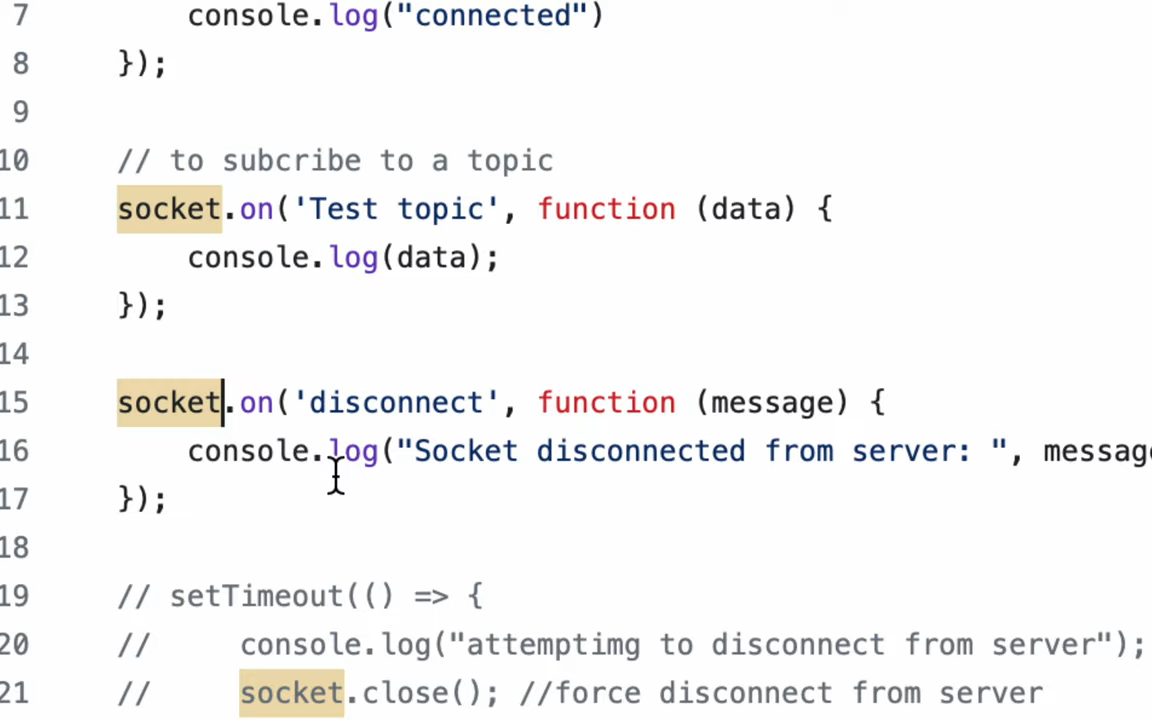 7 console.log("connected")
8 });
9
10 // to subcribe to a topic
11 socket.on('Test topic', function (data) {
12 console.log(data);
13 });
14
15 socket.on('disconnect', function (message) {
16 console.log("Socket disconnected from server: ", messag
17 });
18
19 // setTimeout(() => {
20 // console.log("attemptimg to disconnect from server");
21 // socket.close(); //force disconnect from server